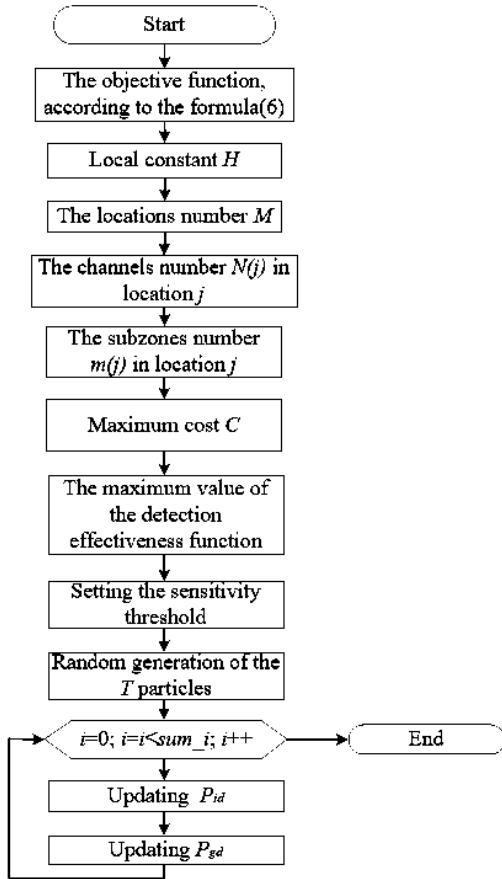 Start
The objective function,
according to the formula(6)
Local constant H
The locations number M
The channels number N(j) in
location j
The subzones number
m(j) in location j
Maximum cost C
The maximum value of
the detection
effectiveness function
Setting the sensitivity
threshold
Random generation of the
T particles
i=0; i=i<sum_i; i++
End
Updating Pid
Updating Pgd